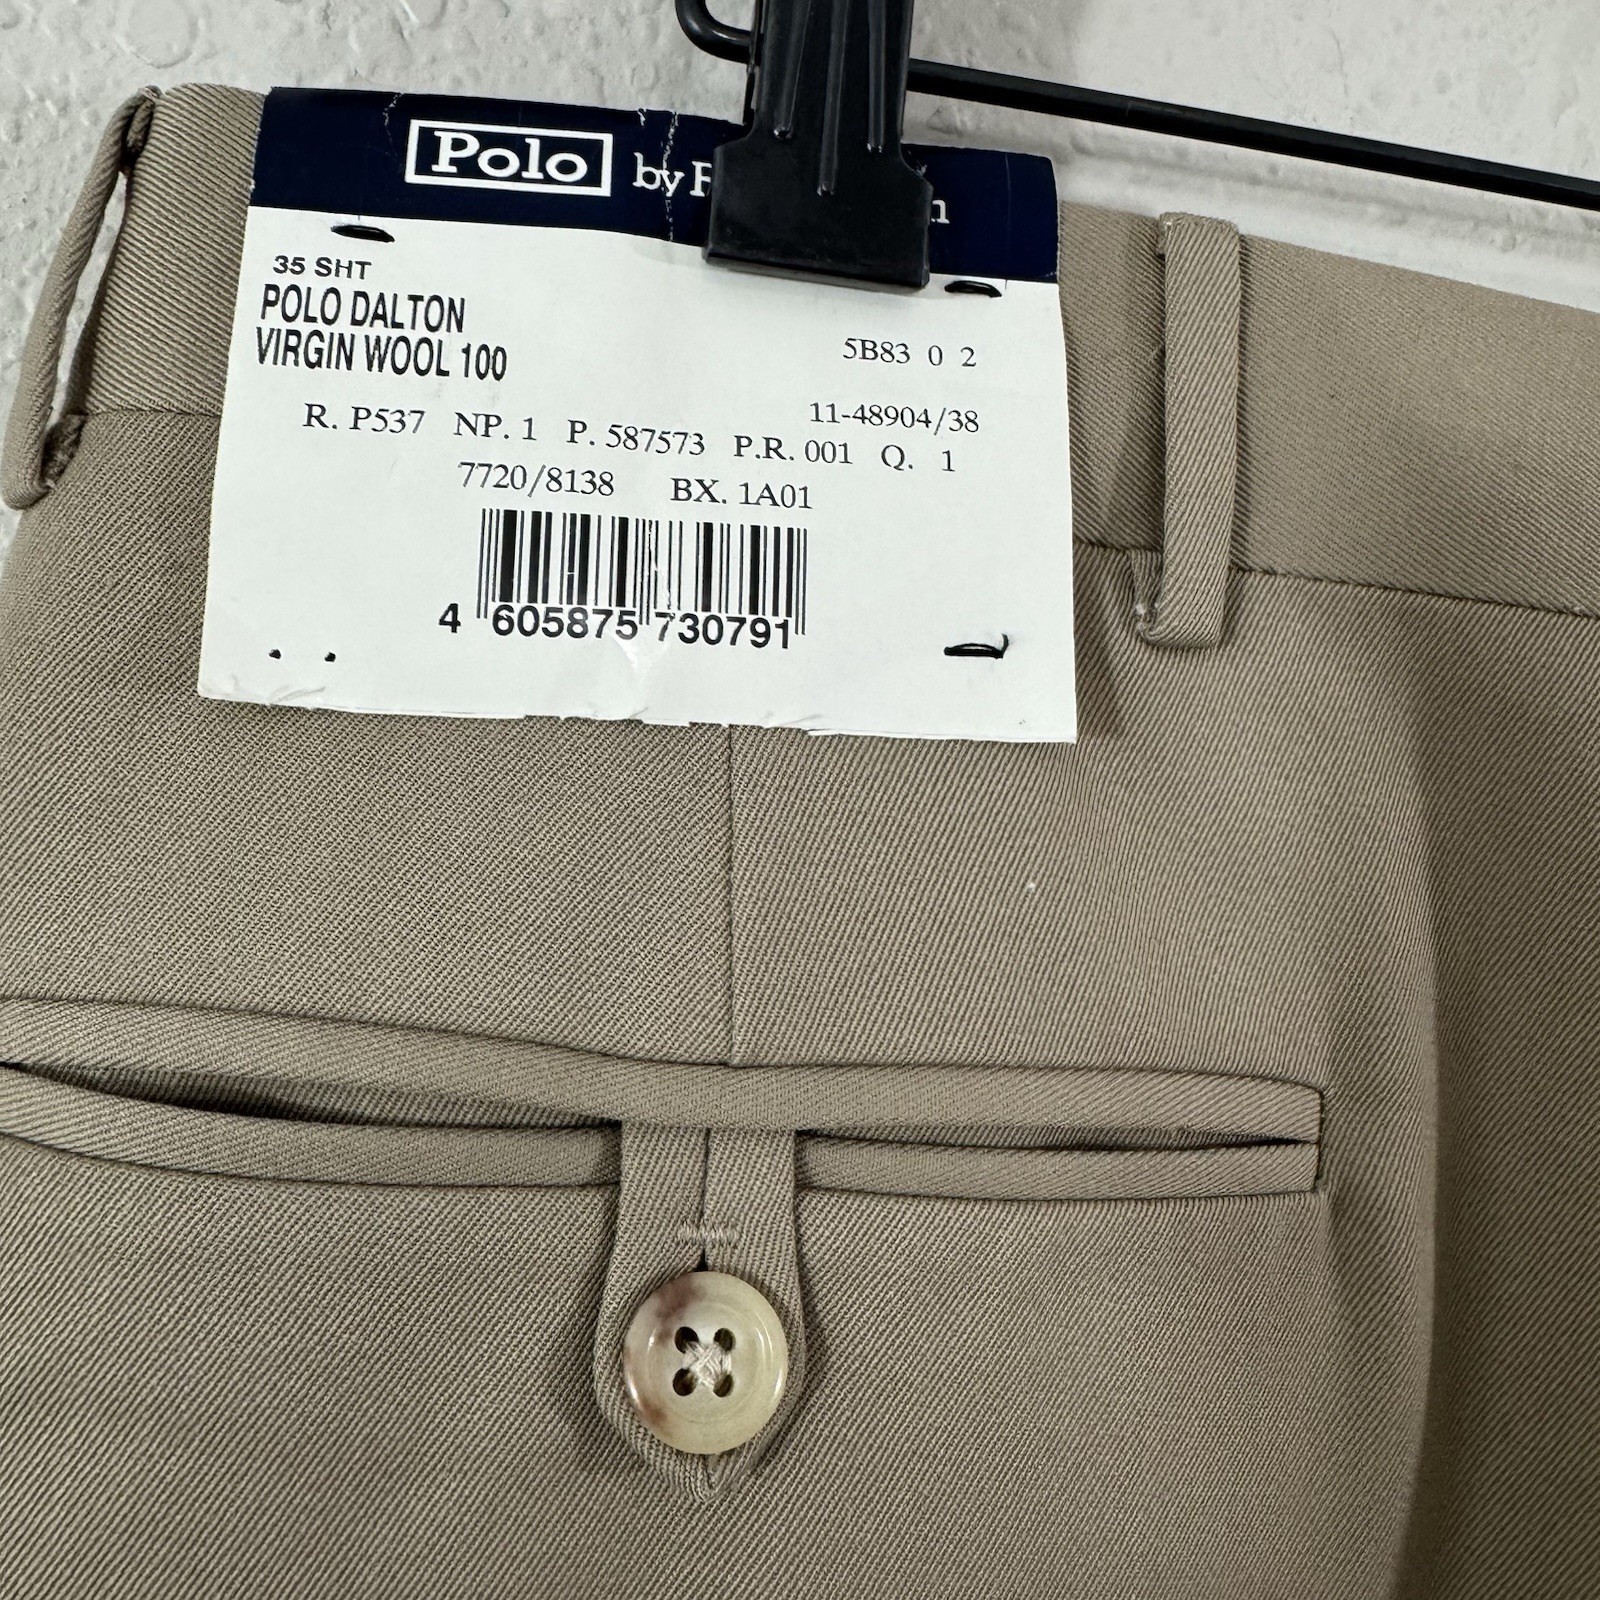 Polo by
35 SHT
POLO DALTON
VIRGIN WOOL 100
5B83 0 2
11-48904/38
R. P537 NP. 1 P. 587573 P.R. 001 Q. 1
7720/8138 BX. 1A01
4 605875 730791